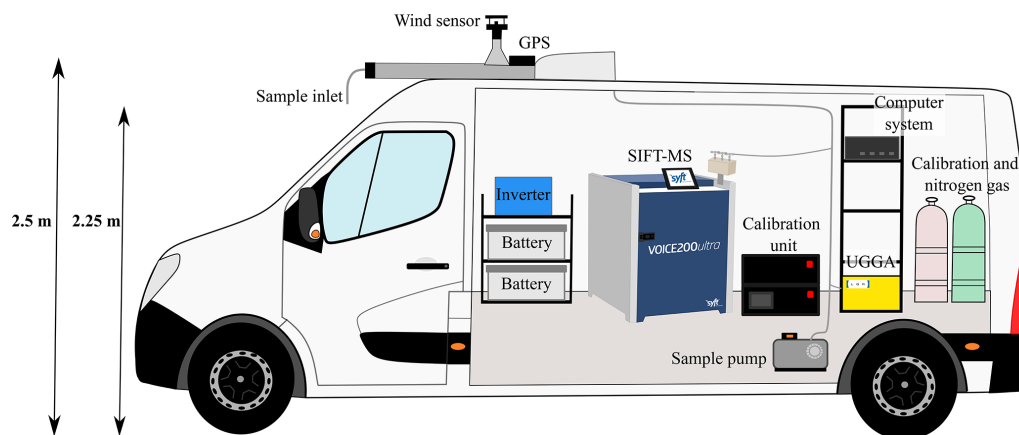 Wind sensor
GPS
Sample inlet
2.5 m
2.25 m
Inverter
Battery
Battery
SIFT-MS
syft
VOICE200ultra
syft
Calibration
unit
Sample pump
Computer
system
UGGA
Calibration and
nitrogen gas